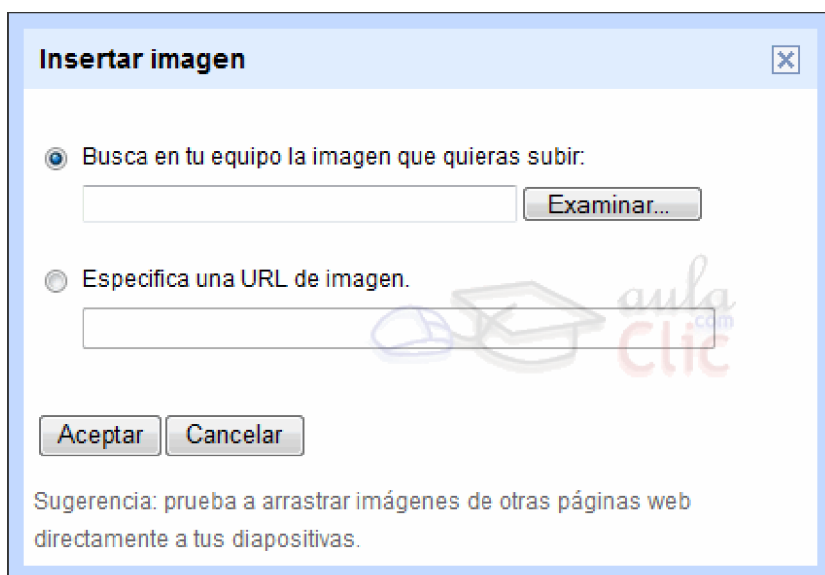 Insertar imagen
Busca en tu equipo la imagen que quieras subir:
Examinar...
Especifica una URL de imagen.
aula
.com
Clic
Aceptar Cancelar
Sugerencia: prueba a arrastrar imágenes de otras páginas web
directamente a tus diapositivas.